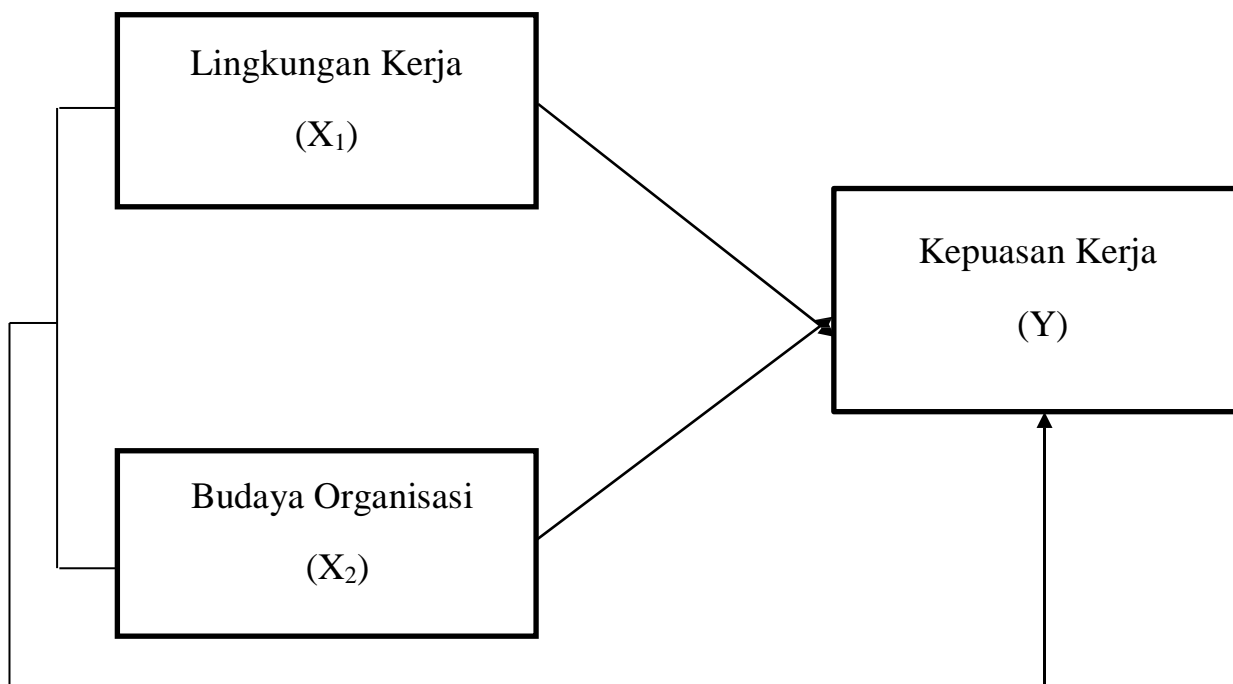 Lingkungan Kerja
(X₁)
Kepuasan Kerja
(Y)
Budaya Organisasi
(X₂)